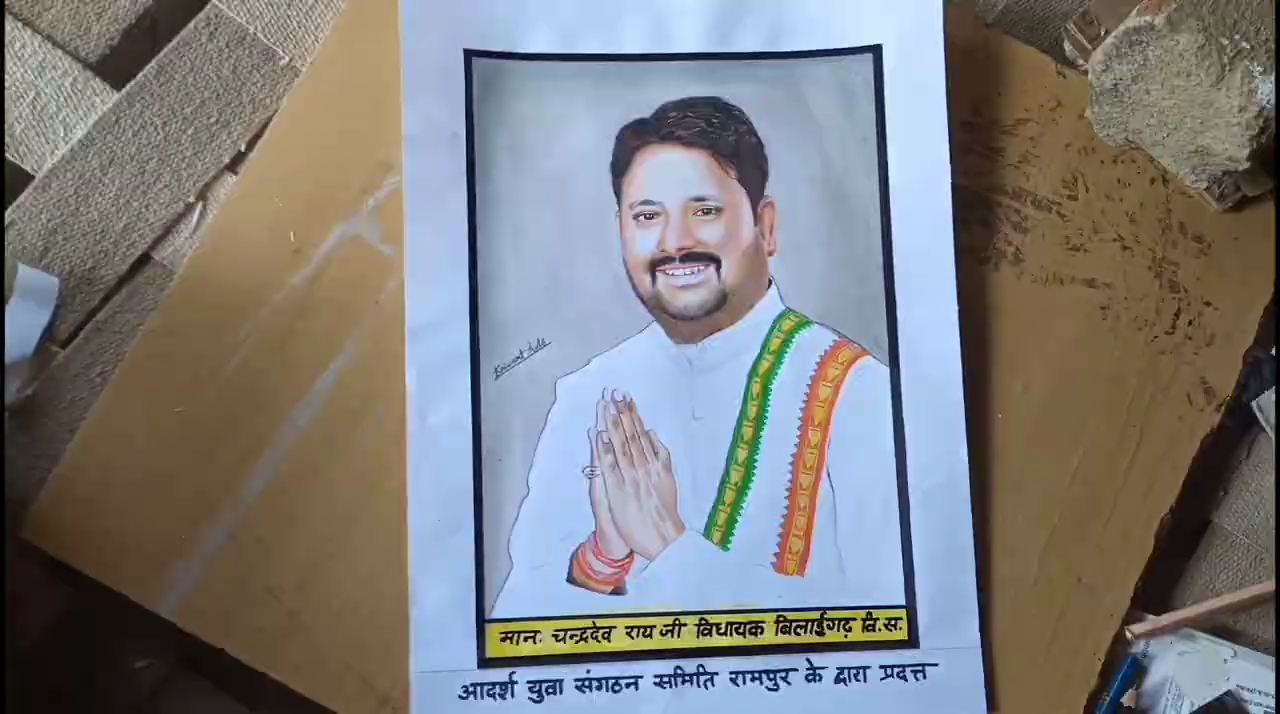 मान. चन्द्रदेव राय जी विधायक बिलाईगढ़ वि.स.
आदर्श युवा संगठन समिति रामपुर के द्वारा प्रदत्त